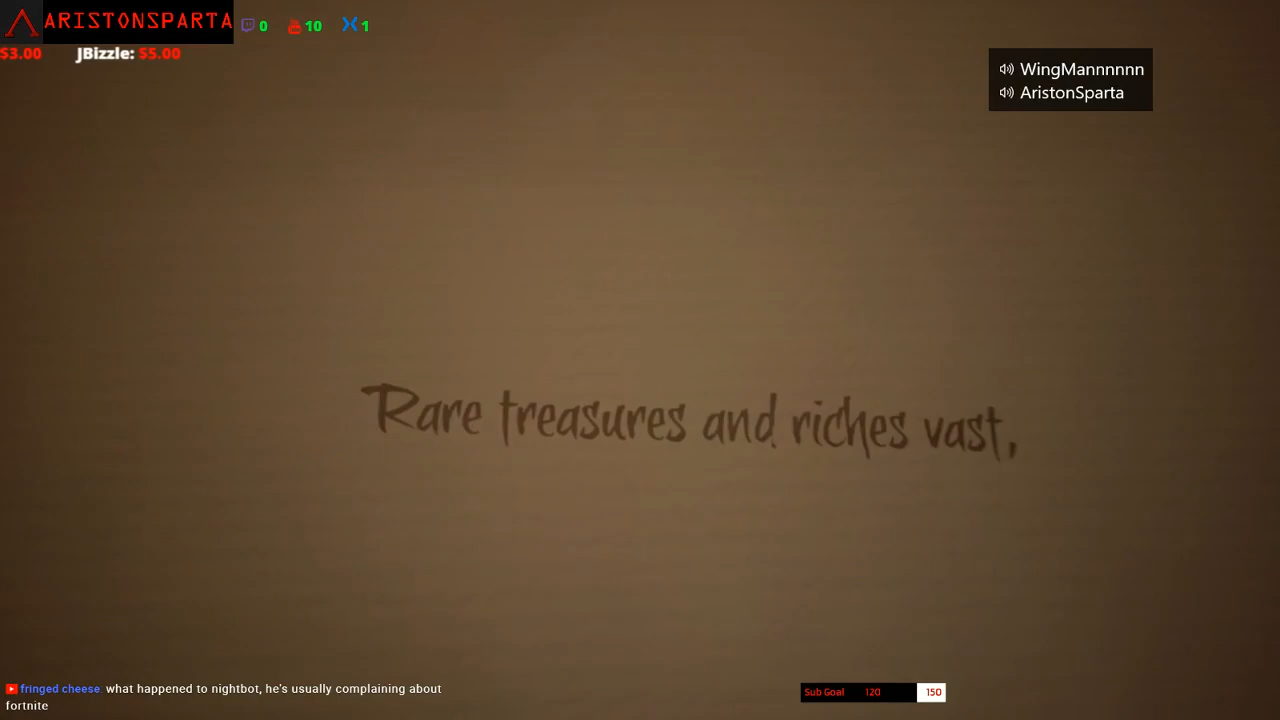 ARISTONSPARTA 0 10 1
$3.00 JBizzle: $5.00
WingMannnnnn
AristonSparta
Rare treasures and riches vast,
fringed cheese: what happened to nightbot, he's usually complaining about
fortnite
Sub Goal 120 150